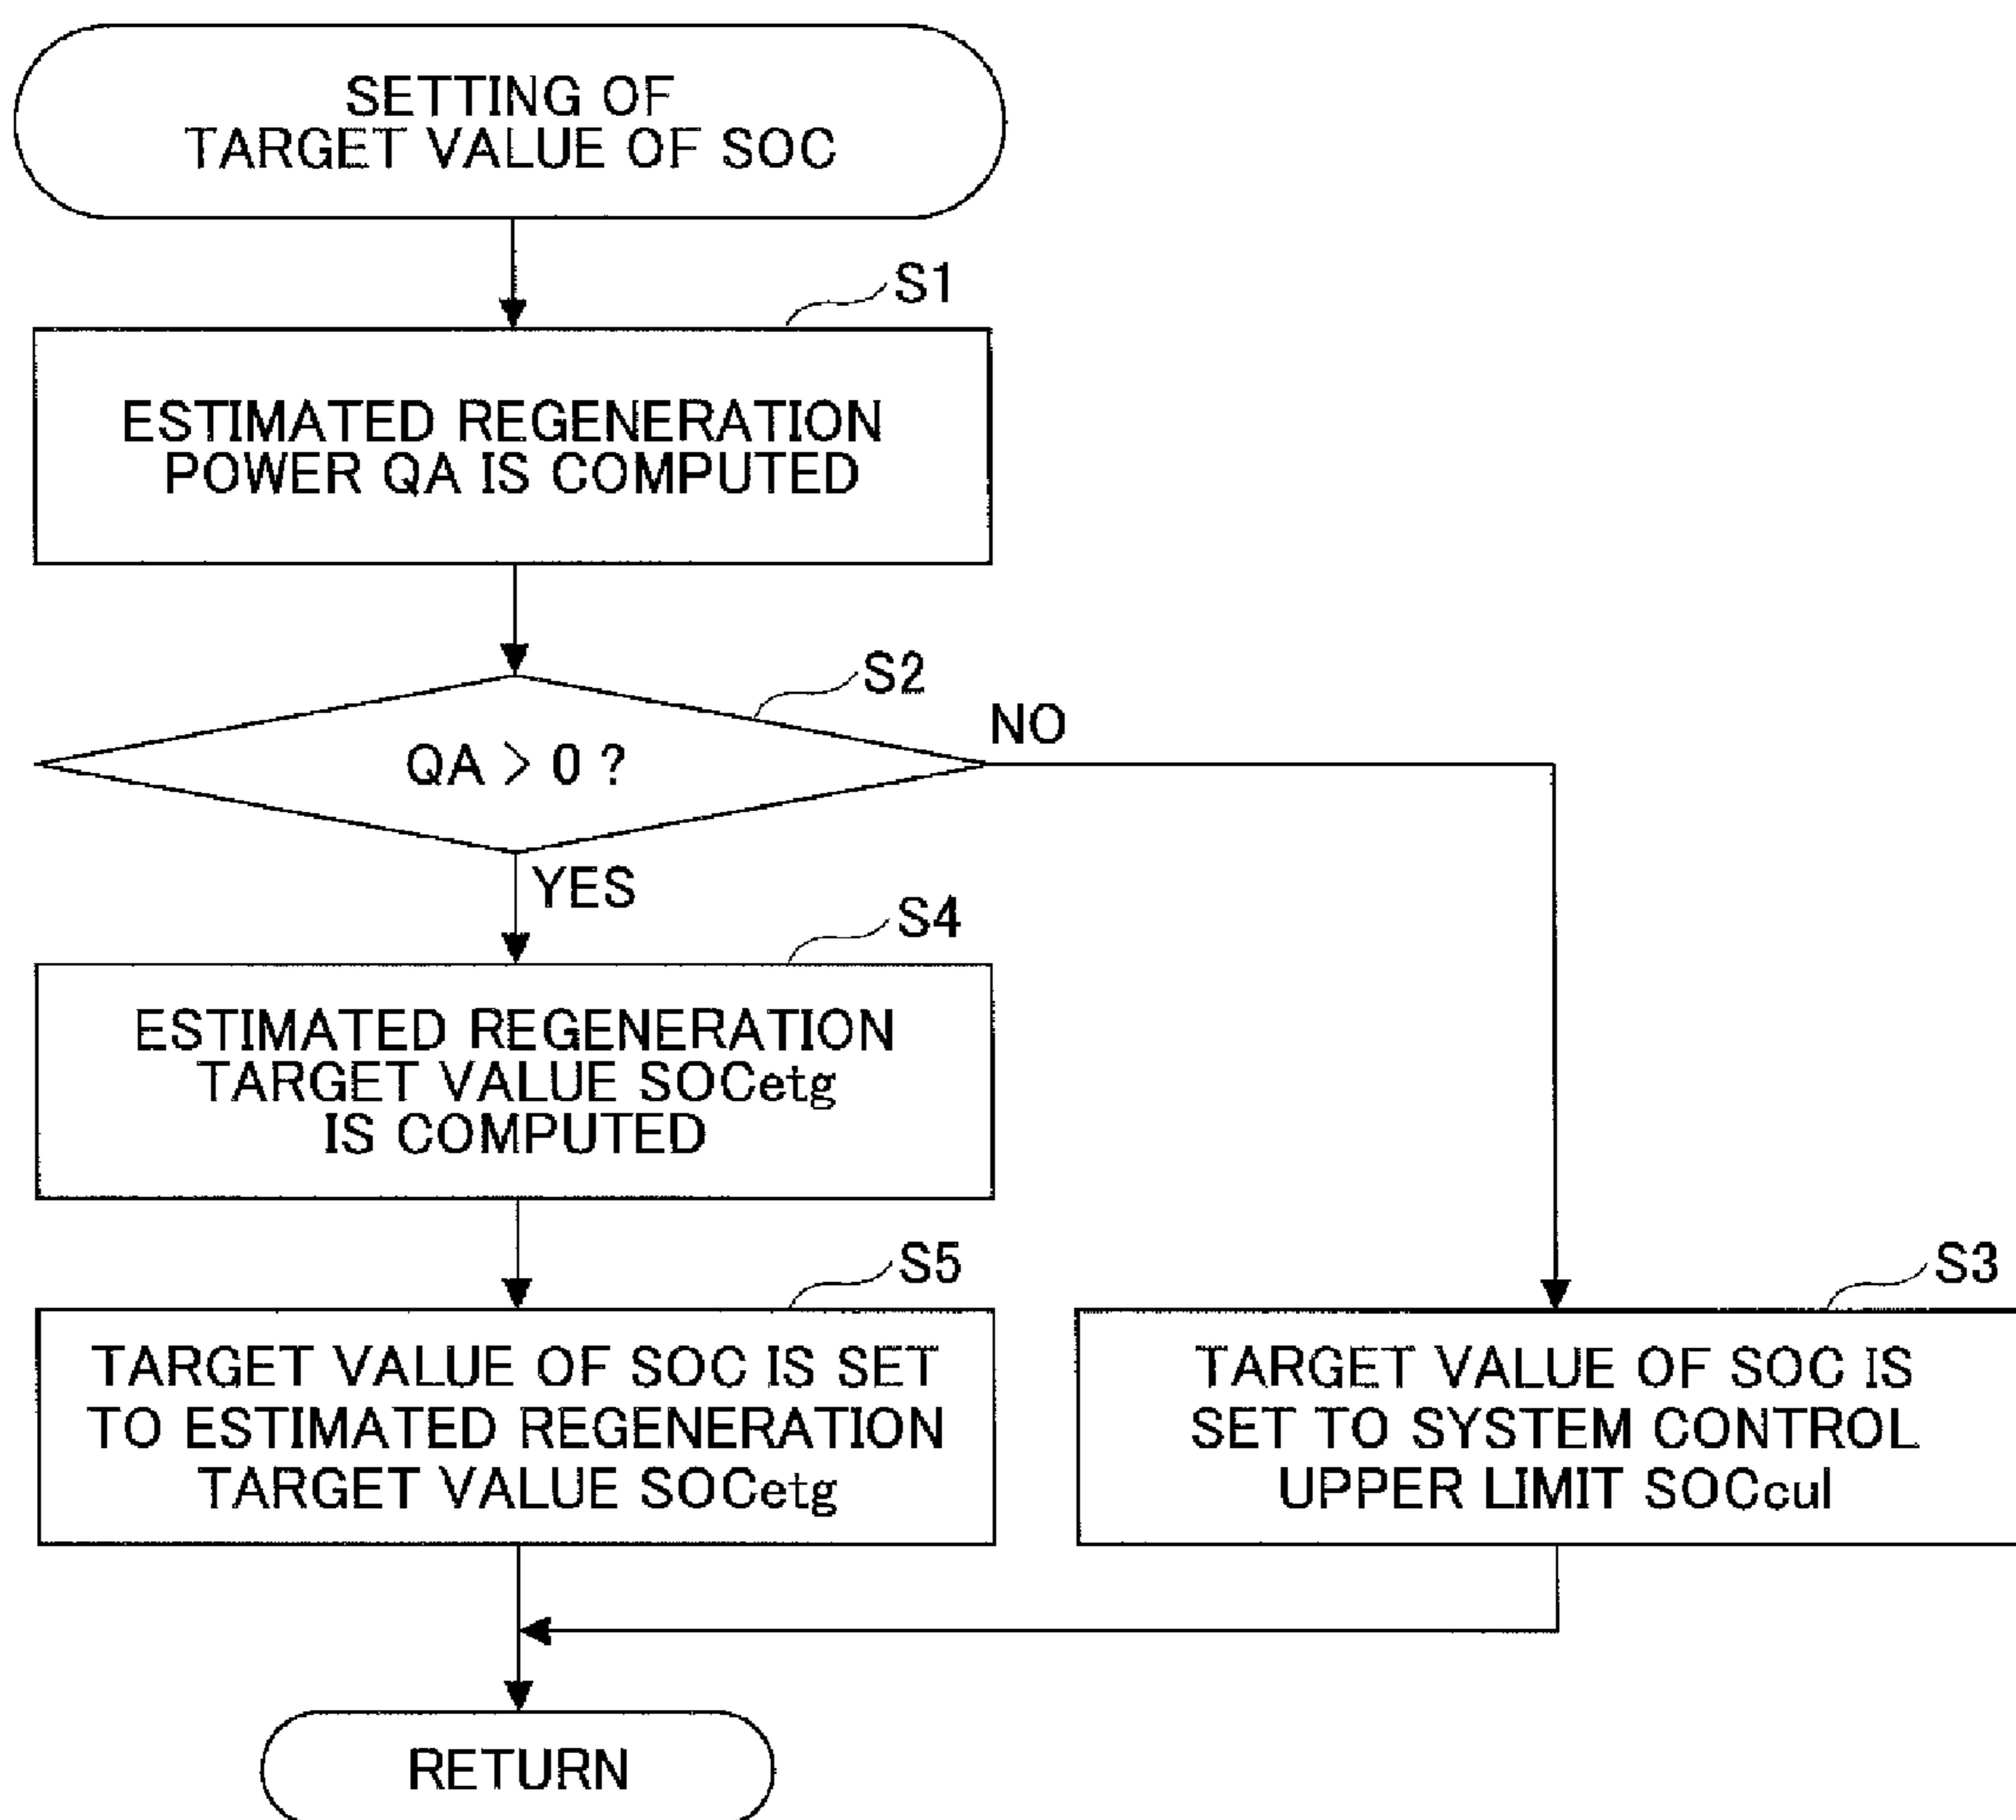 SETTING OF
TARGET VALUE OF SOC
S1
ESTIMATED REGENERATION
POWER QA IS COMPUTED
S2
QA > 0 ?
NO
YES
S4
ESTIMATED REGENERATION
TARGET VALUE SOCetg
IS COMPUTED
S5
TARGET VALUE OF SOC IS SET
TO ESTIMATED REGENERATION
TARGET VALUE SOCetg
S3
TARGET VALUE OF SOC IS
SET TO SYSTEM CONTROL
UPPER LIMIT SOCcul
RETURN